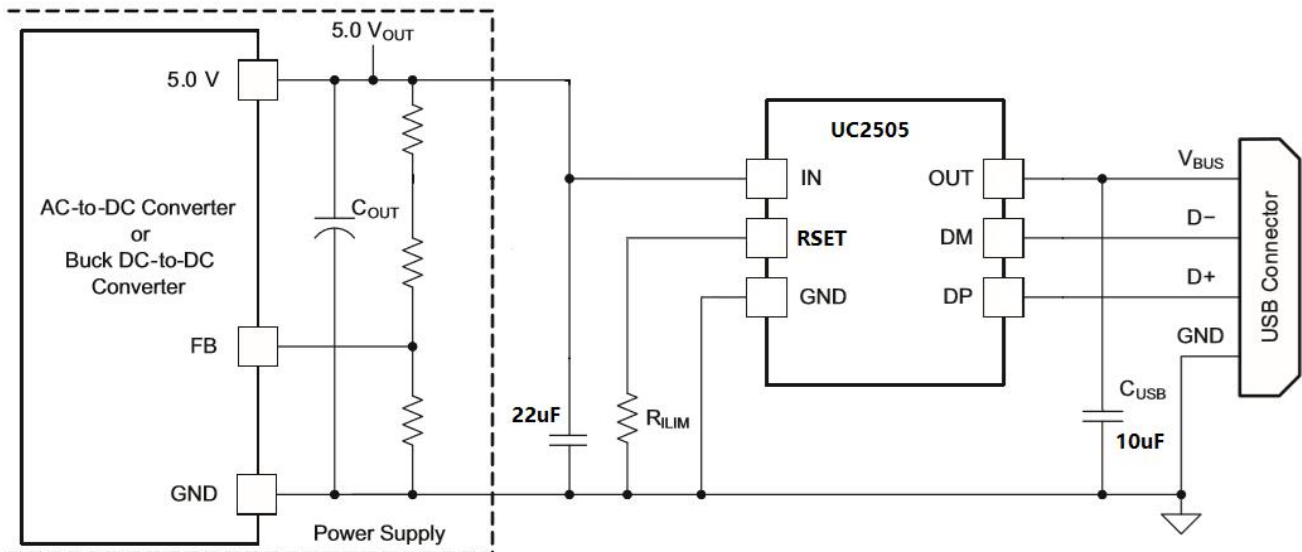 5.0 V
5.0 VOUT
AC-to-DC Converter
or
Buck DC-to-DC
Converter
COUT
FB
GND
Power Supply
22uF
RILIM
UC2505
IN
RSET
GND
OUT
DM
DP
VBUS
D−
D+
GND
CUSB
10uF
USB Connector